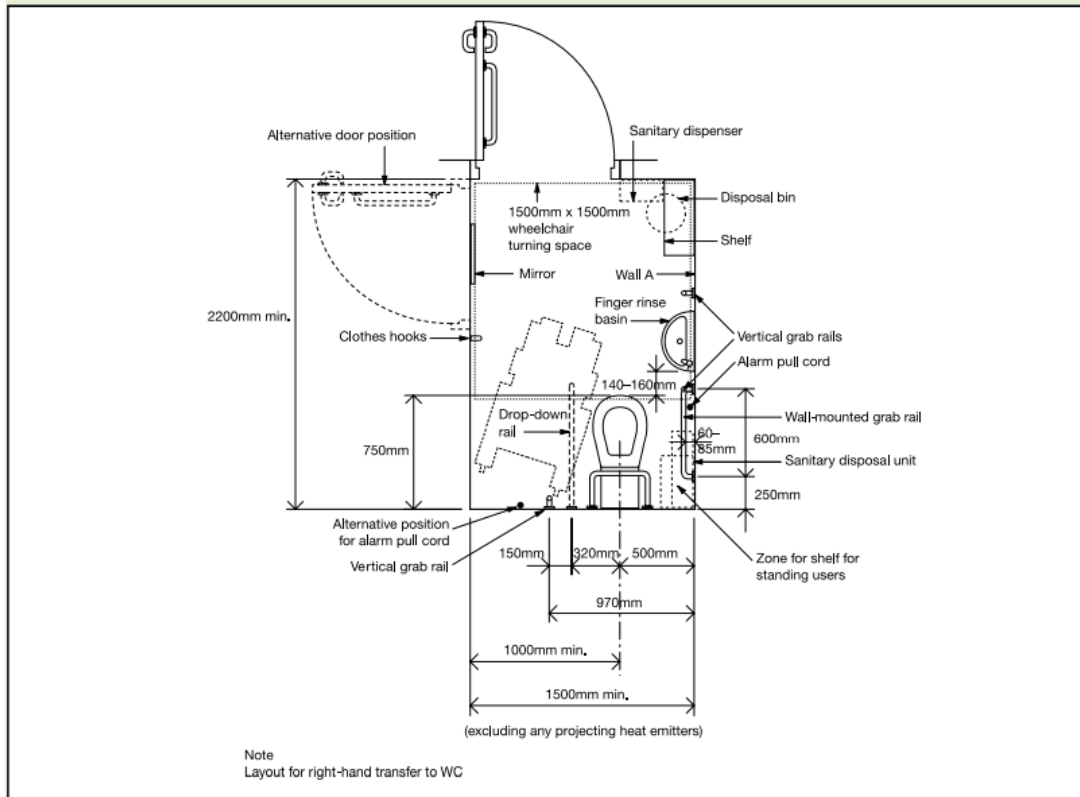 Alternative door position
Sanitary dispenser
1500mm x 1500mm
wheelchair
turning space
Disposal bin
Shelf
Mirror
Wall A
2200mm min.
Finger rinse
basin
Clothes hooks
Vertical grab rails
Alarm pull cord
140–160mm
Drop-down
rail
Wall-mounted grab rail
750mm
60–
85mm
600mm
Sanitary disposal unit
250mm
Alternative position
for alarm pull cord
Vertical grab rail
150mm
320mm
500mm
Zone for shelf for
standing users
970mm
1000mm min.
1500mm min.
(excluding any projecting heat emitters)
Note
Layout for right-hand transfer to WC